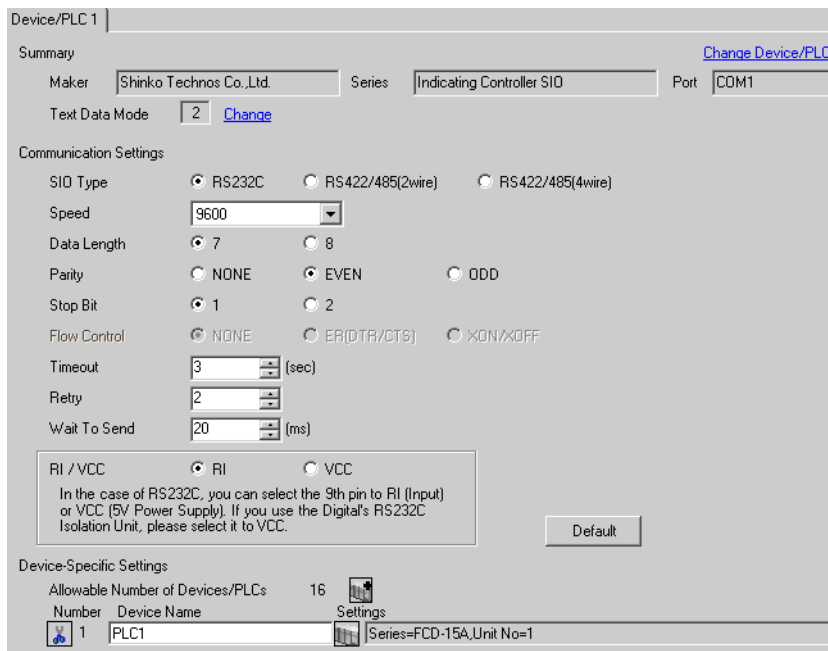 Device/PLC 1
Summary
Change Device/PLC
Maker Shinko Technos Co.,Ltd. Series Indicating Controller SIO Port COM1
Text Data Mode 2 Change
Communication Settings
SIO Type RS232C RS422/485(2wire) RS422/485(4wire)
Speed 9600
Data Length 7 8
Parity NONE EVEN ODD
Stop Bit 1 2
Flow Control NONE ER(DTR/CTS) XON/XOFF
Timeout 3 (sec)
Retry 2
Wait To Send 20 (ms)
RI / VCC RI VCC
In the case of RS232C, you can select the 9th pin to RI (Input)
or VCC (5V Power Supply). If you use the Digital's RS232C
Isolation Unit, please select it to VCC.
Default
Device-Specific Settings
Allowable Number of Devices/PLCs 16
Number Device Name Settings
1 PLC1 Series=FCD-15A,Unit No=1